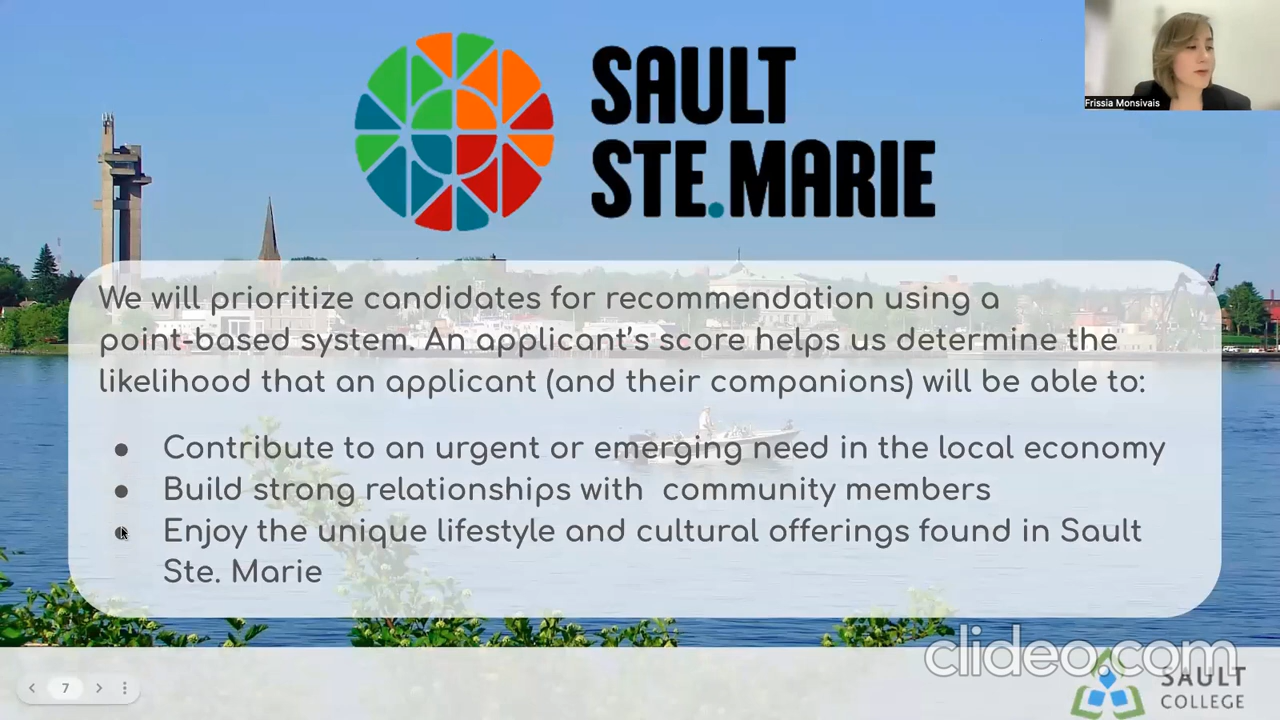 SAULT
STE.MARIE
Frissia Monsivais
We will prioritize candidates for recommendation using a
point-based system. An applicant's score helps us determine the
likelihood that an applicant (and their companions) will be able to:
● Contribute to an urgent or emerging need in the local economy
● Build strong relationships with community members
● Enjoy the unique lifestyle and cultural offerings found in Sault
Ste. Marie
clideo.com
7
SAULT
COLLEGE